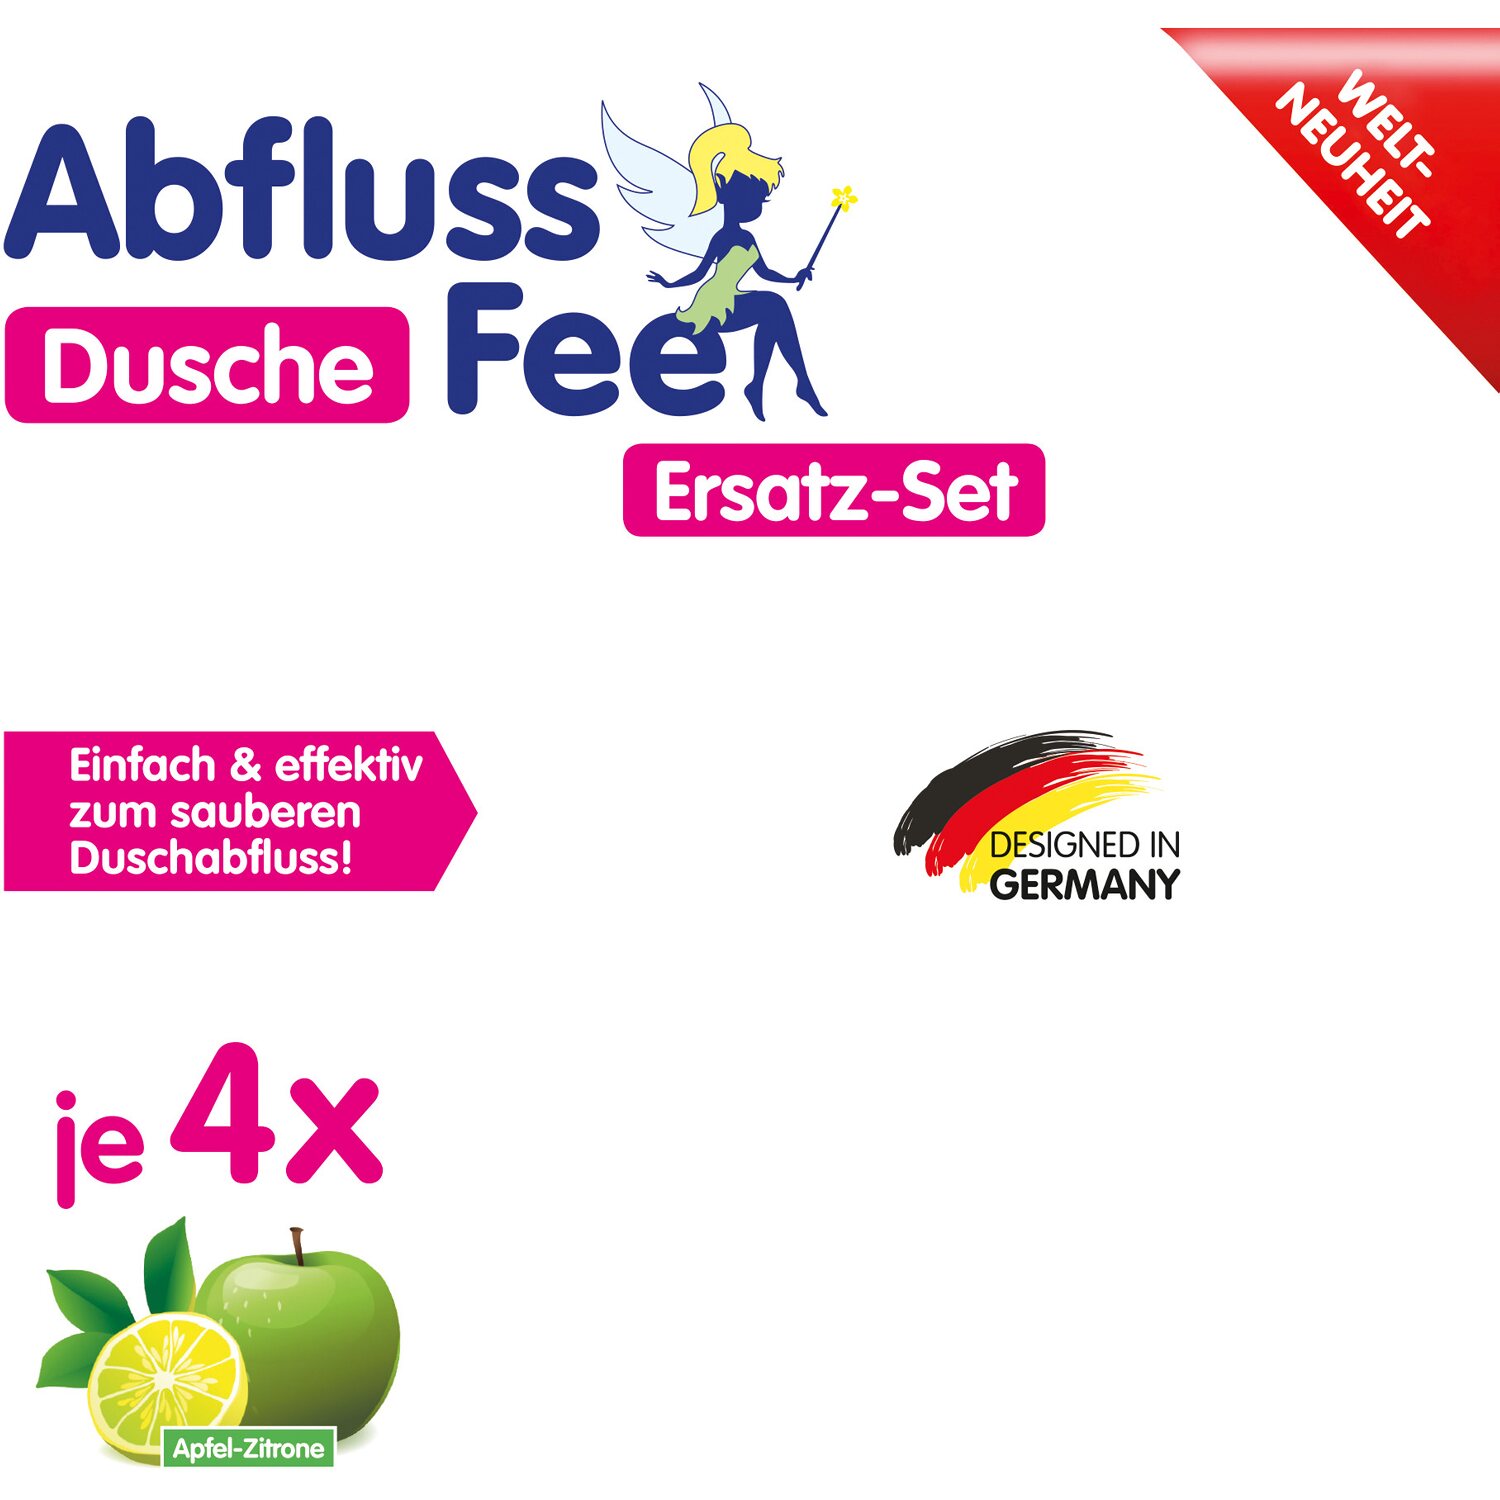 WELT-
NEUHEIT
Abfluss
Dusche Fee
Ersatz-Set
Einfach & effektiv
zum sauberen
Duschabfluss!
DESIGNED IN
GERMANY
je 4x
Apfel-Zitrone